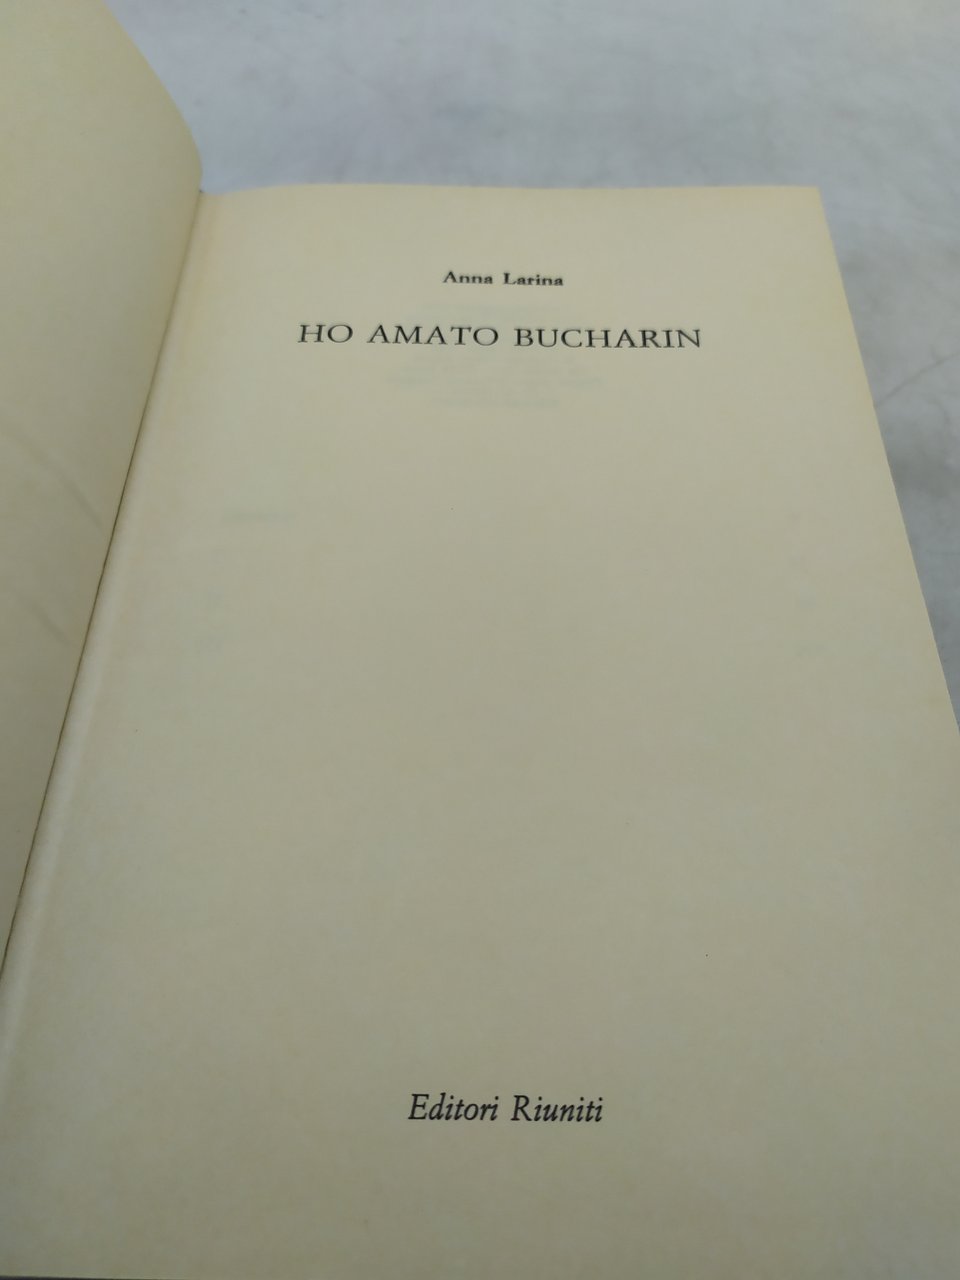 Anna Larina
HO AMATO BUCHARIN
Editori Riuniti